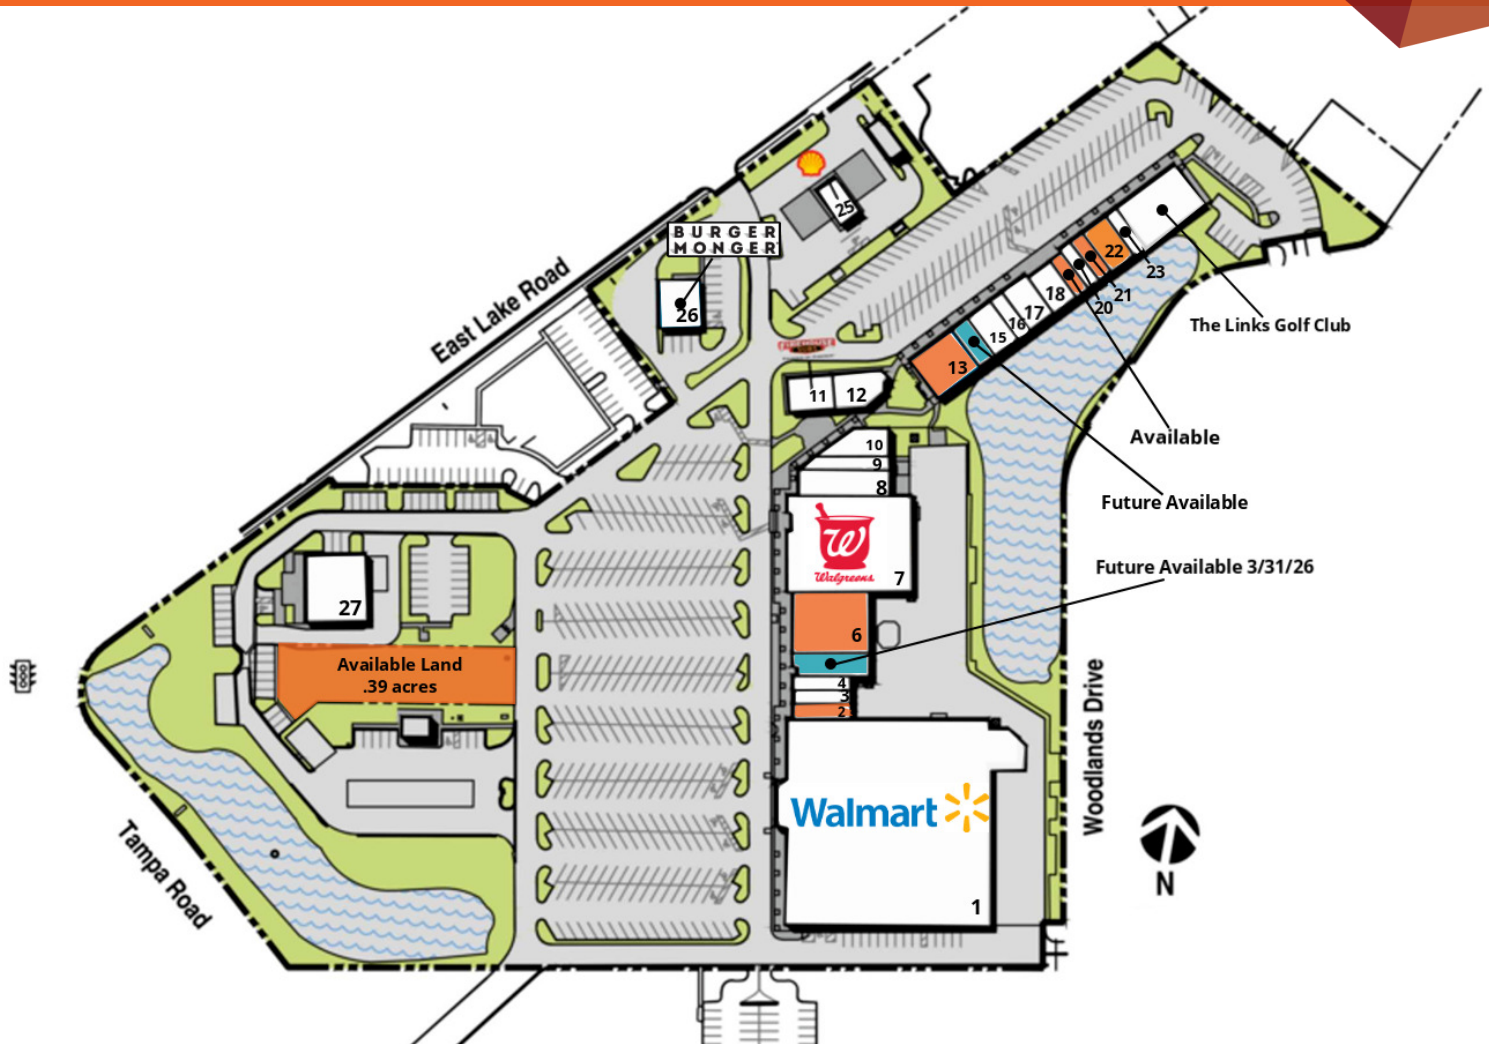 25
BURGER
MONGER
26
East Lake Road
22
23
21
20
18
17
16
15
13
The Links Golf Club
11
12
Available
10
9
8
Future Available
Walgreens
7
Future Available 3/31/26
27
6
Available Land
.39 acres
4
3
2
Woodlands Drive
Walmart
Tampa Road
N
1